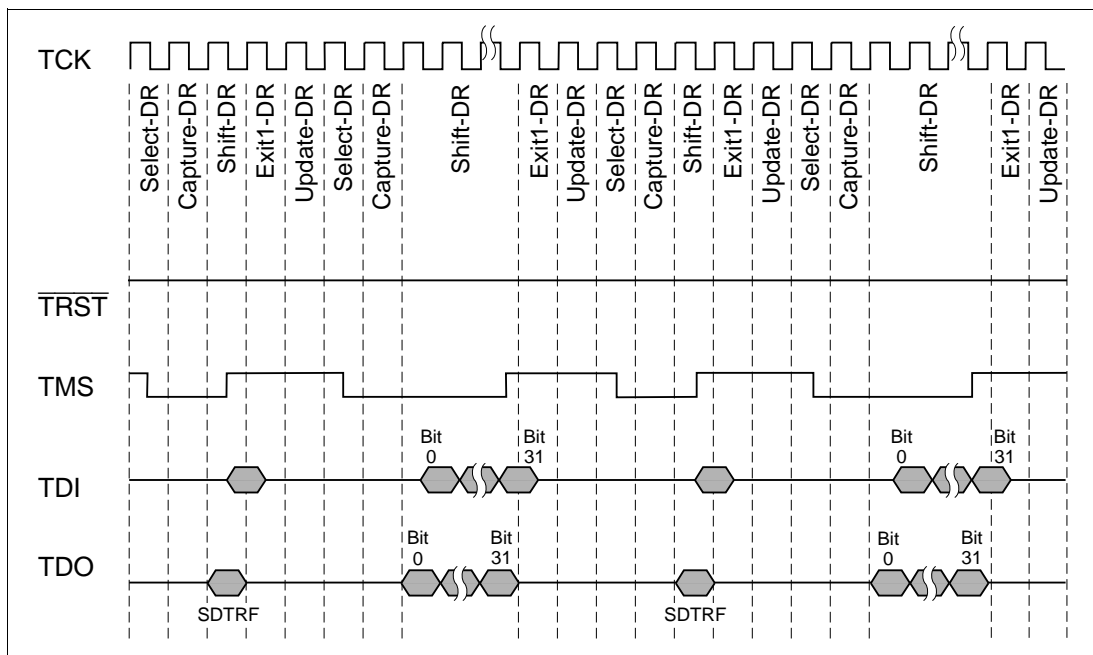 TCK
Select-DR
Capture-DR
Shift-DR
Exit1-DR
Update-DR
Select-DR
Capture-DR
Shift-DR
Exit1-DR
Update-DR
Select-DR
Capture-DR
Shift-DR
Exit1-DR
Update-DR
Select-DR
Capture-DR
Shift-DR
Exit1-DR
Update-DR
TRST
TMS
TDI
Bit
0
Bit
31
Bit
0
Bit
31
TDO
Bit
0
Bit
31
Bit
0
Bit
31
SDTRF
SDTRF